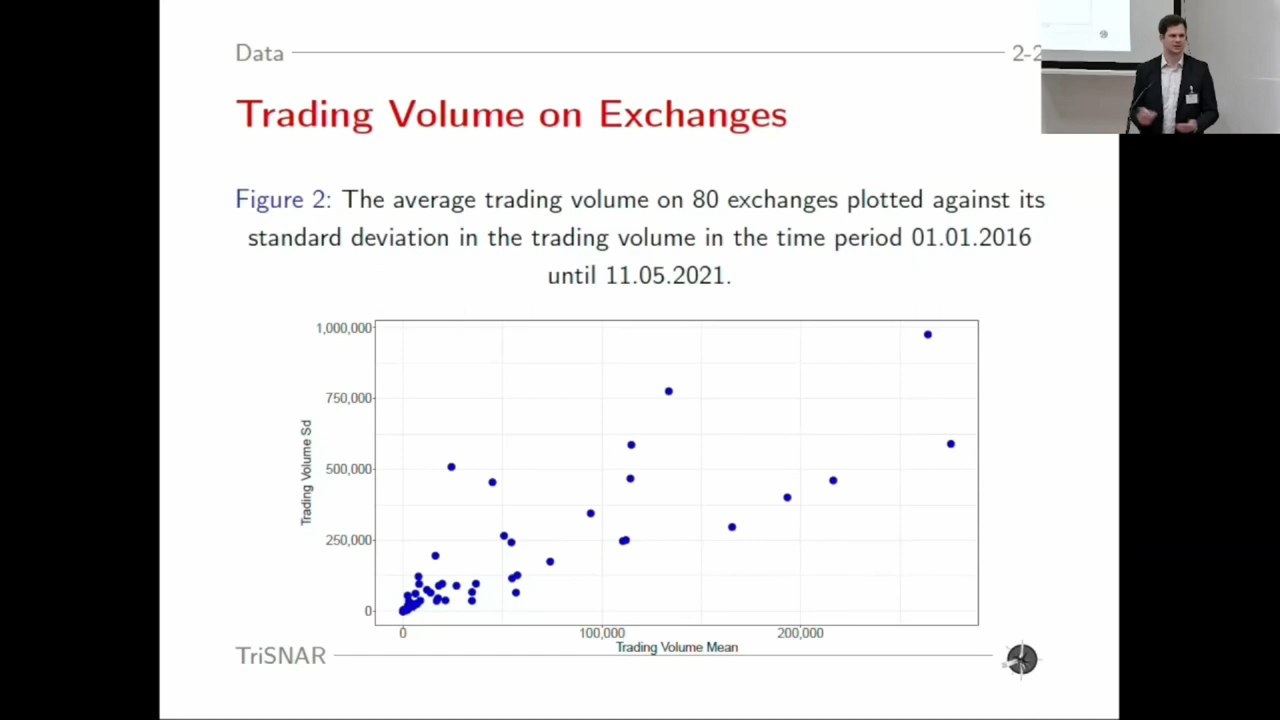 Data
2-2
Trading Volume on Exchanges
Figure 2: The average trading volume on 80 exchanges plotted against its
standard deviation in the trading volume in the time period 01.01.2016
until 11.05.2021.
1,000,000
750,000
500,000
250,000
0
Trading Volume Sd
0
100,000
200,000
Trading Volume Mean
TriSNAR